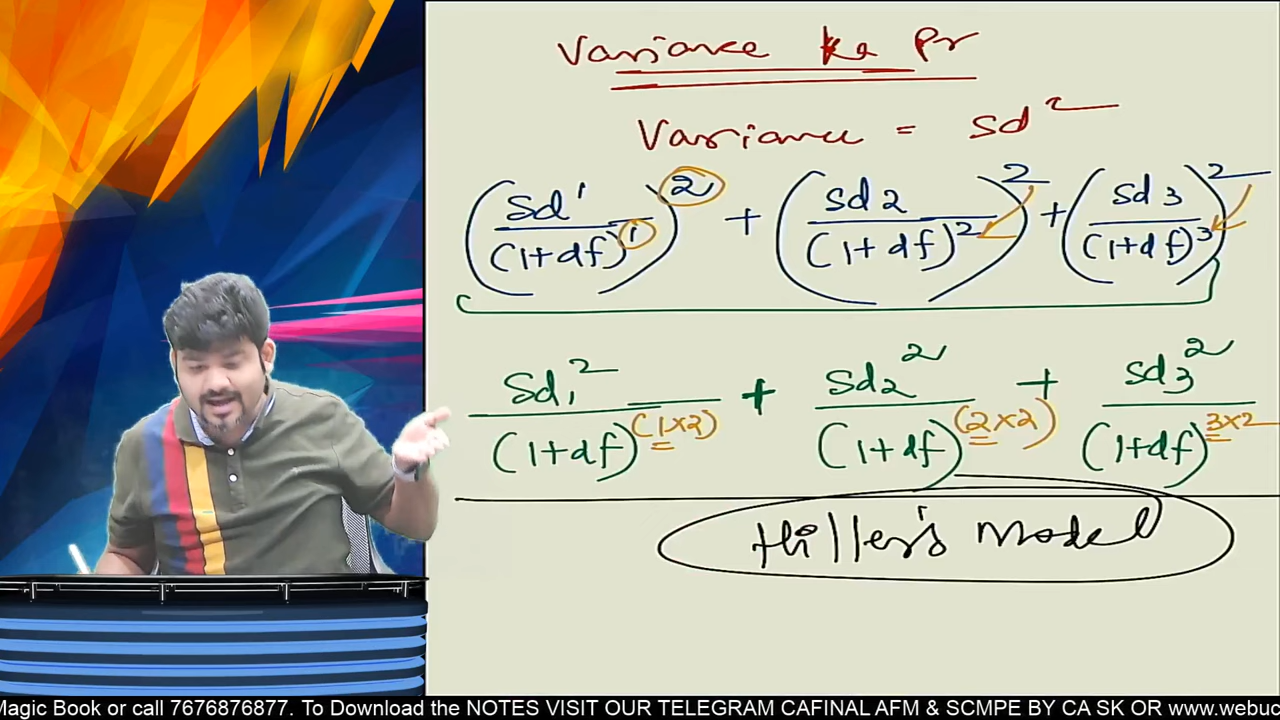 Variance ka Pr
Variance = sd²
(sd1/(1+df)¹)² + (sd2/(1+df)²)² + (sd3/(1+df)³)²
sd₁²/(1+df)^(1×2) + sd₂²/(1+df)^(2×2) + sd₃²/(1+df)^3×2
Hiller's Model
Magic Book or call 7676876877. To Download the NOTES VISIT OUR TELEGRAM CAFINAL AFM & SCMPE BY CA SK OR www.webuc